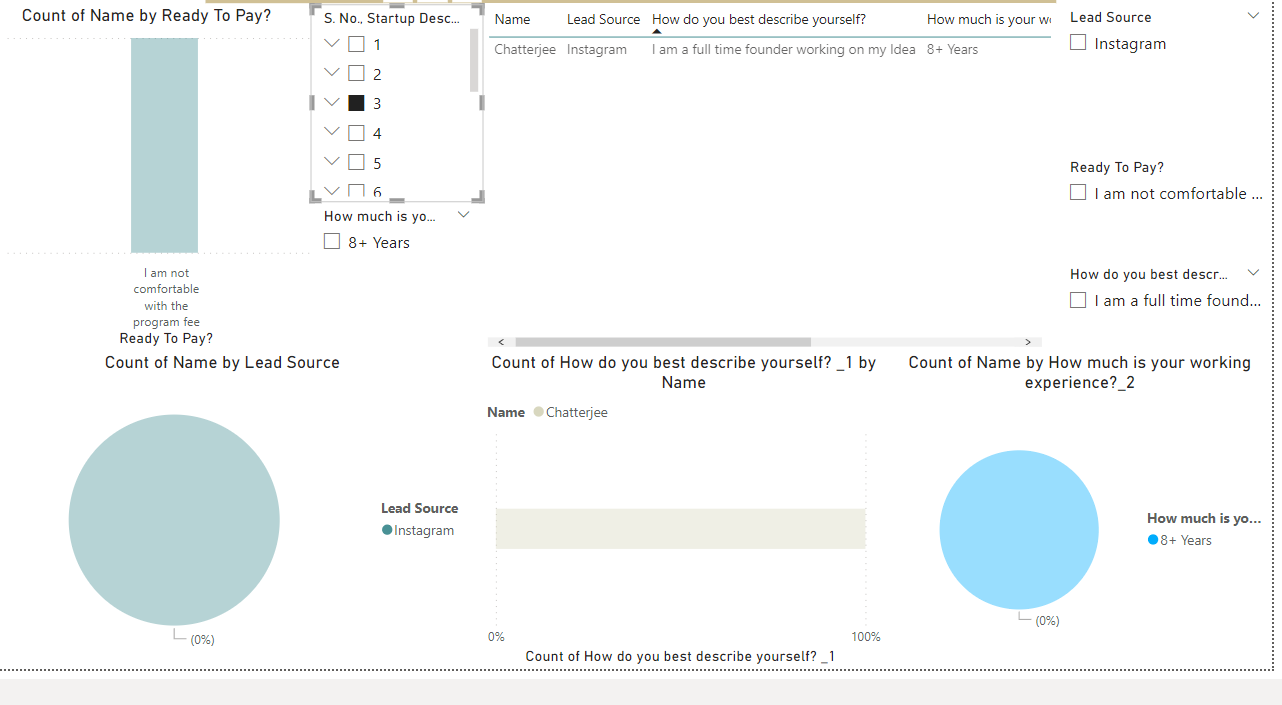 Count of Name by Ready To Pay?
I am not
comfortable
with the
program fee
Ready To Pay?
S. No., Startup Desc...
1
2
3
4
5
6
How much is yo...
8+ Years
Name Lead Source How do you best describe yourself? How much is your wo
Chatterjee Instagram I am a full time founder working on my Idea 8+ Years
Lead Source
Instagram
Ready To Pay?
I am not comfortable ...
How do you best descr...
I am a full time found...
Count of Name by Lead Source
Lead Source
Instagram
(0%)
Count of How do you best describe yourself? _1 by
Name
Name Chatterjee
0% 100%
Count of How do you best describe yourself? _1
Count of Name by How much is your working
experience?_2
How much is yo...
8+ Years
(0%)